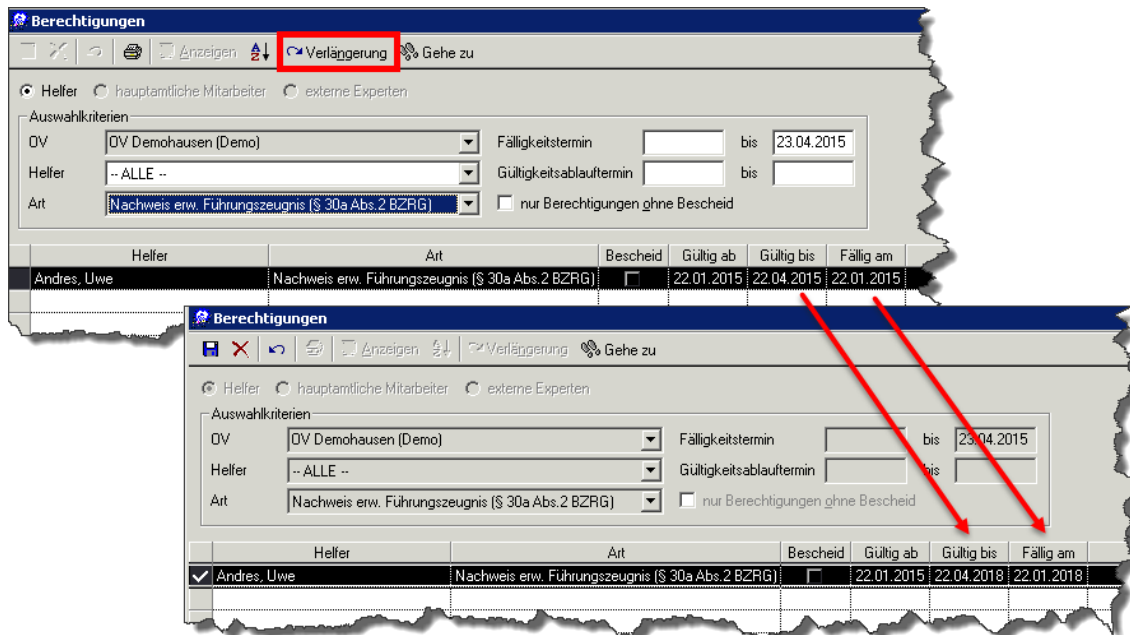 Berechtigungen
Anzeigen Verlängerung Gehe zu
Helfer hauptamtliche Mitarbeiter externe Experten
Auswahlkriterien
OV OV Demohausen (Demo) Fälligkeitstermin bis 23.04.2015
Helfer -- ALLE -- Gültigkeitsablauftermin bis
Art Nachweis erw. Führungszeugnis (§ 30a Abs.2 BZRG) nur Berechtigungen ohne Bescheid
Helfer Art Bescheid Gültig ab Gültig bis Fällig am
Andres, Uwe Nachweis erw. Führungszeugnis (§ 30a Abs.2 BZRG) 22.01.2015 22.04.2015 22.01.2015
Berechtigungen
Anzeigen Verlängerung Gehe zu
Helfer hauptamtliche Mitarbeiter externe Experten
Auswahlkriterien
OV OV Demohausen (Demo) Fälligkeitstermin bis 23.04.2015
Helfer -- ALLE -- Gültigkeitsablauftermin bis
Art Nachweis erw. Führungszeugnis (§ 30a Abs.2 BZRG) nur Berechtigungen ohne Bescheid
Helfer Art Bescheid Gültig ab Gültig bis Fällig am
Andres, Uwe Nachweis erw. Führungszeugnis (§ 30a Abs.2 BZRG) 22.01.2015 22.04.2018 22.01.2018